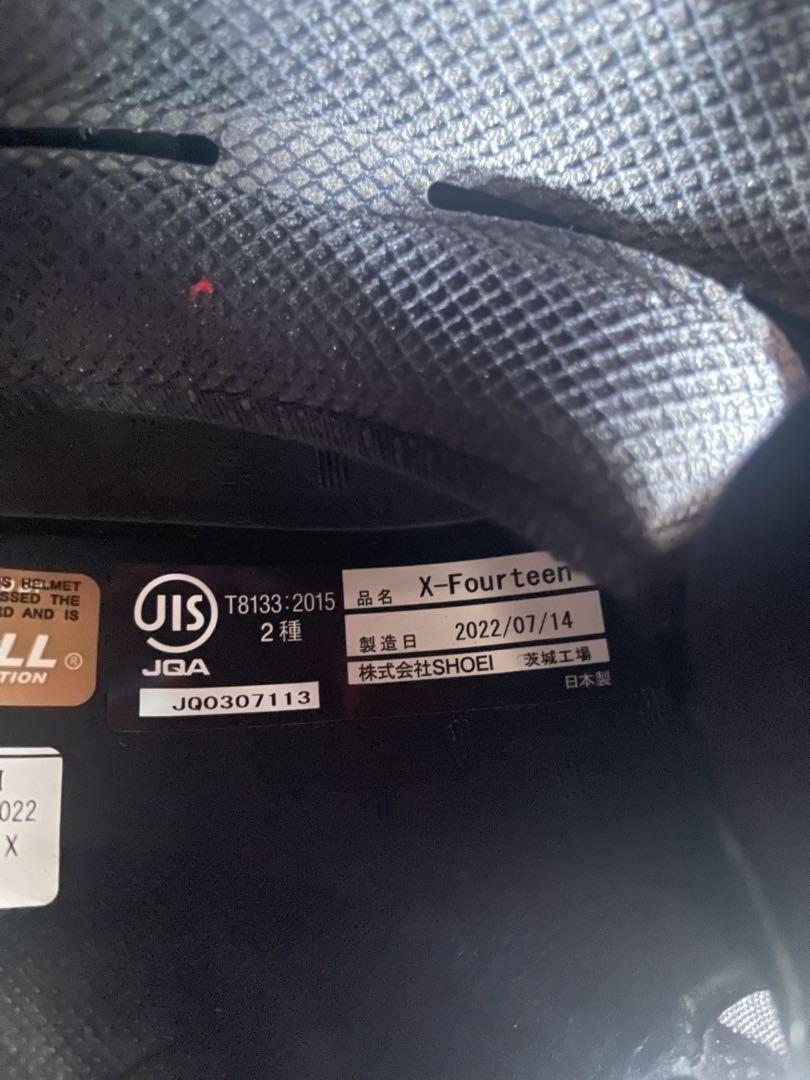 S HELMET
SSED THE
D AND IS
LL®
TION
JIS
JQA
T8133:2015
2種
JQ0307113
品名 X-Fourteen
製造日 2022/07/14
株式会社SHOEI 茨城工場
日本製
022
X